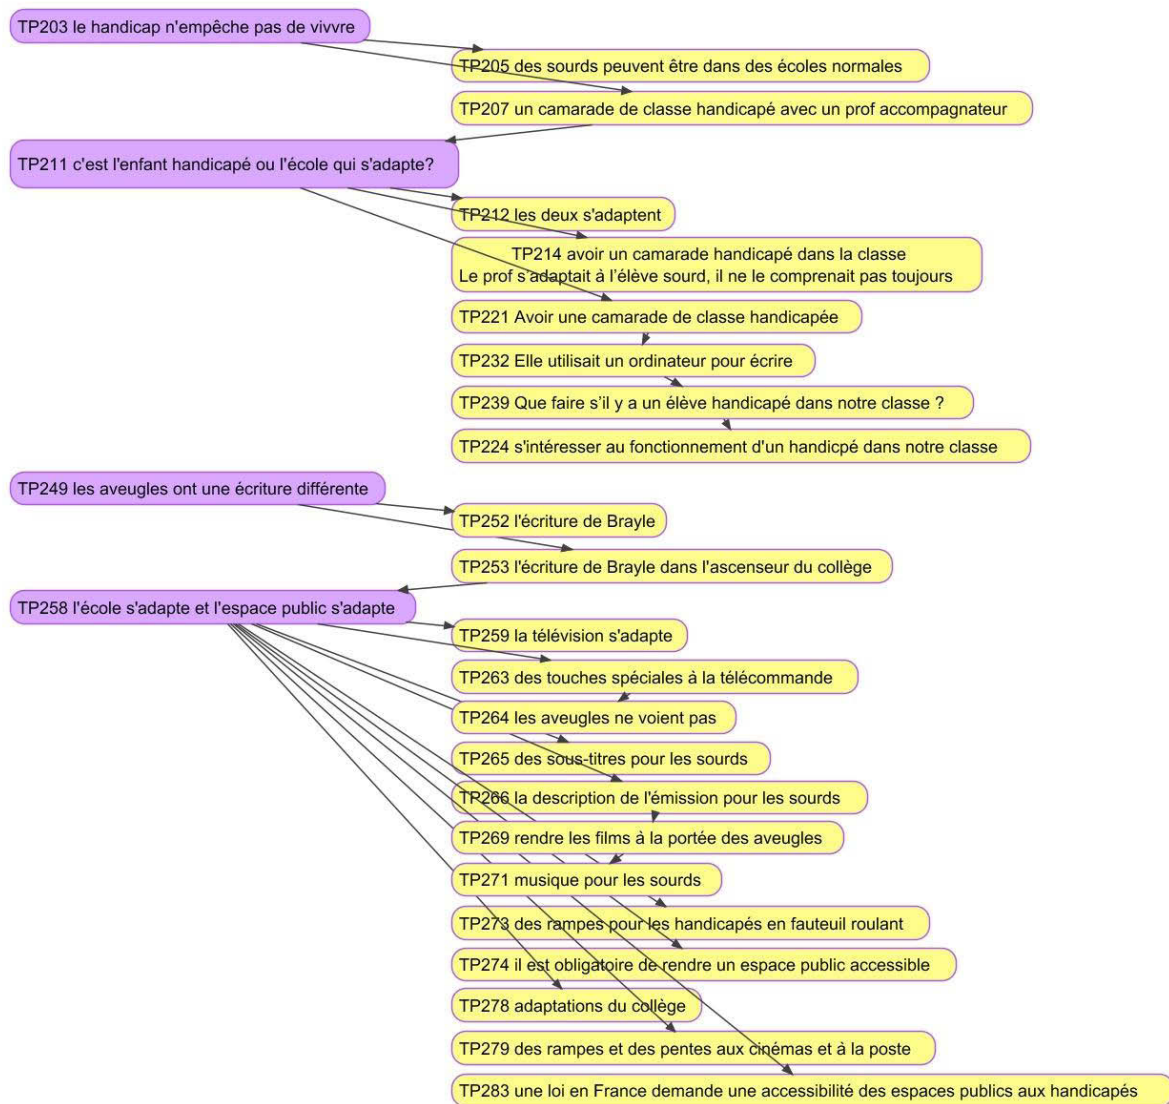 TP203 le handicap n'empêche pas de vivvre
TP205 des sourds peuvent être dans des écoles normales
TP207 un camarade de classe handicapé avec un prof accompagnateur
TP211 c'est l'enfant handicapé ou l'école qui s'adapte?
TP212 les deux s'adaptent
TP214 avoir un camarade handicapé dans la classe
Le prof s'adaptait à l'élève sourd, il ne le comprenait pas toujours
TP221 Avoir une camarade de classe handicapée
TP232 Elle utilisait un ordinateur pour écrire
TP239 Que faire s'il y a un élève handicapé dans notre classe ?
TP224 s'intéresser au fonctionnement d'un handicpé dans notre classe
TP249 les aveugles ont une écriture différente
TP252 l'écriture de Brayle
TP253 l'écriture de Brayle dans l'ascenseur du collège
TP258 l'école s'adapte et l'espace public s'adapte
TP259 la télévision s'adapte
TP263 des touches spéciales à la télécommande
TP264 les aveugles ne voient pas
TP265 des sous-titres pour les sourds
TP266 la description de l'émission pour les sourds
TP269 rendre les films à la portée des aveugles
TP271 musique pour les sourds
TP273 des rampes pour les handicapés en fauteuil roulant
TP274 il est obligatoire de rendre un espace public accessible
TP278 adaptations du collège
TP279 des rampes et des pentes aux cinémas et à la poste
TP283 une loi en France demande une accessibilité des espaces publics aux handicapés